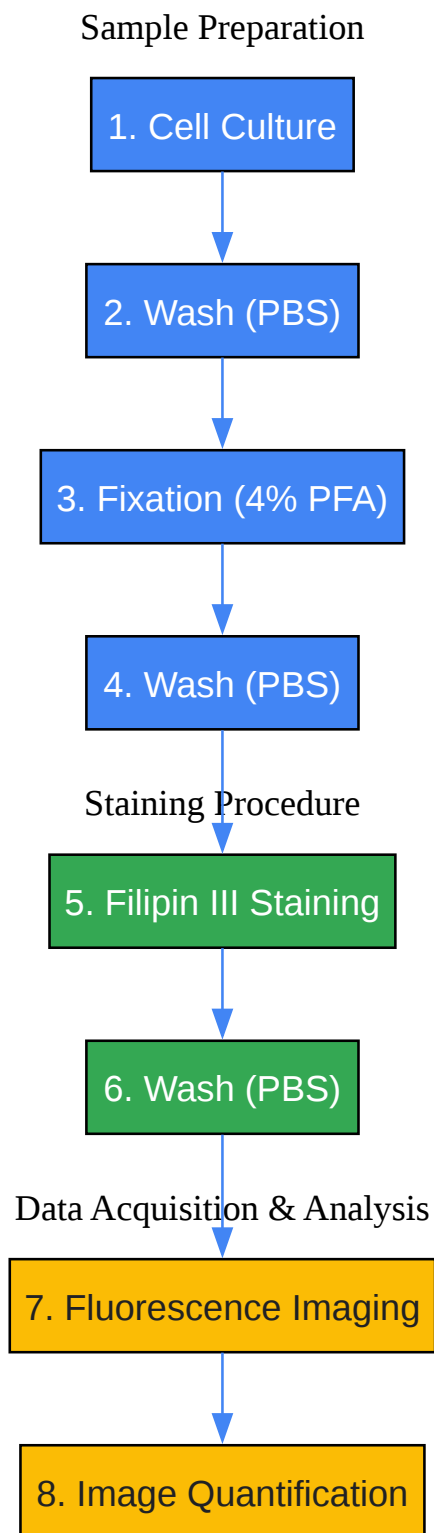 Sample Preparation
1. Cell Culture
2. Wash (PBS)
3. Fixation (4% PFA)
4. Wash (PBS)
Staining Procedure
5. Filipin III Staining
6. Wash (PBS)
Data Acquisition & Analysis
7. Fluorescence Imaging
8. Image Quantification